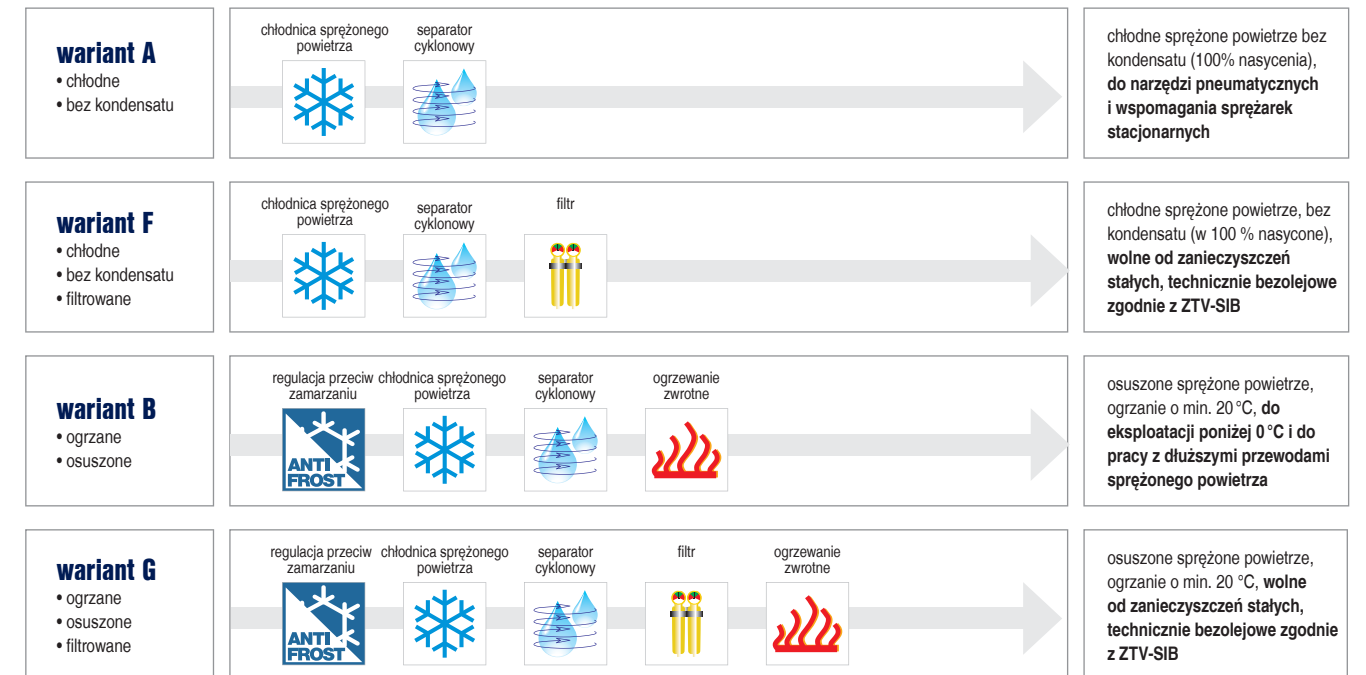 wariant A
• chłodne
• bez kondensatu
chłodnica sprężonego
powietrza
separator
cyklonowy
chłodne sprężone powietrze bez
kondensatu (100% nasycenia),
do narzędzi pneumatycznych
i wspomagania sprężarek
stacjonarnych
wariant F
• chłodne
• bez kondensatu
• filtrowane
chłodnica sprężonego
powietrza
separator
cyklonowy
filtr
chłodne sprężone powietrze, bez
kondensatu (w 100 % nasycone),
wolne od zanieczyszczeń
stałych, technicznie bezolejowe
zgodnie z ZTV-SIB
wariant B
• ogrzane
• osuszone
regulacja przeciw
zamarzaniu
ANTI
FROST
chłodnica sprężonego
powietrza
separator
cyklonowy
ogrzewanie
zwrotne
osuszone sprężone powietrze,
ogrzanie o min. 20 °C, do
eksploatacji poniżej 0 °C i do
pracy z dłuższymi przewodami
sprężonego powietrza
wariant G
• ogrzane
• osuszone
• filtrowane
regulacja przeciw
zamarzaniu
ANTI
FROST
chłodnica sprężonego
powietrza
separator
cyklonowy
filtr
ogrzewanie
zwrotne
osuszone sprężone powietrze,
ogrzanie o min. 20 °C, wolne
od zanieczyszczeń stałych,
technicznie bezolejowe zgodnie
z ZTV-SIB